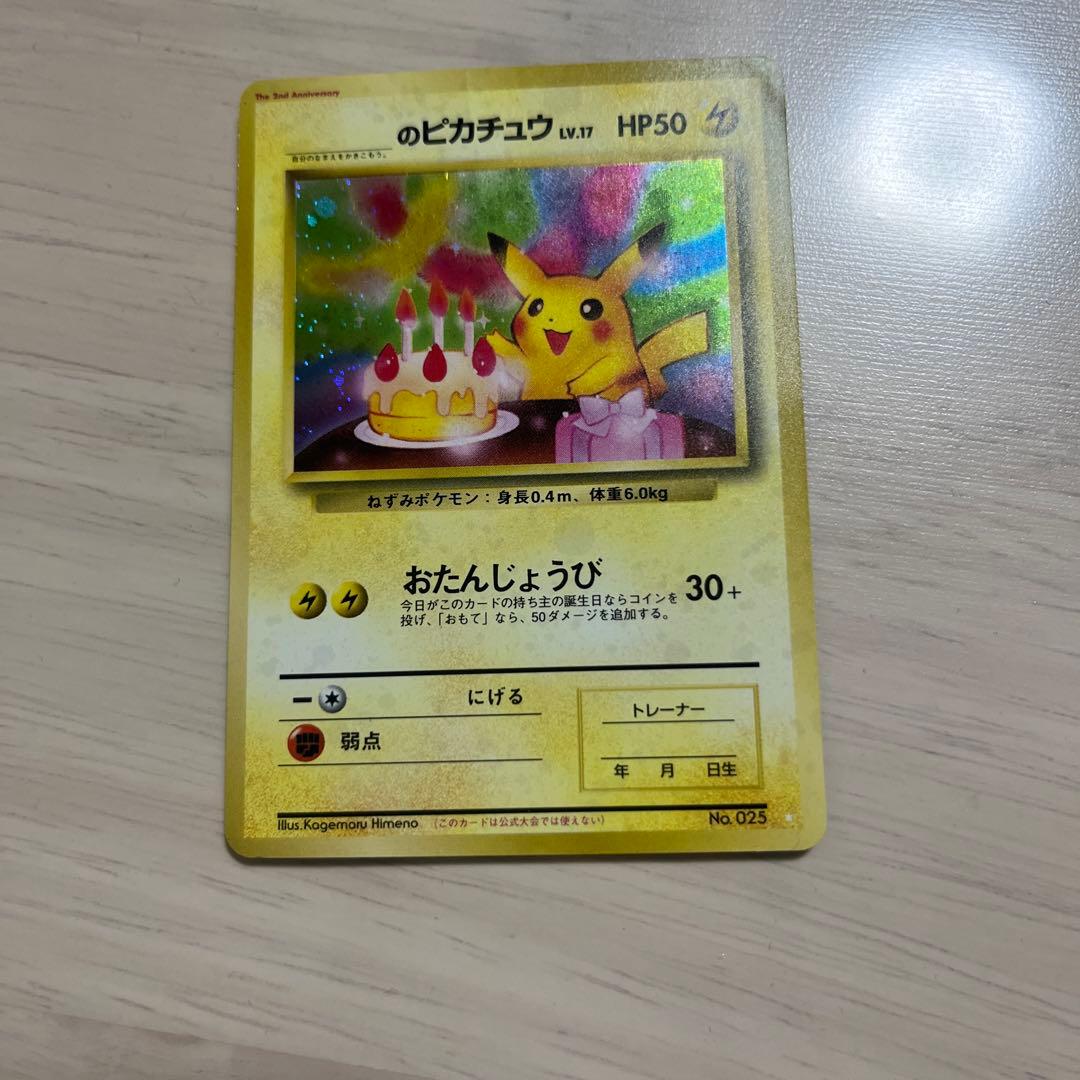 The 2nd Anniversary
のピカチュウ LV.17 HP50
自分のなまえをかきこもう。
ねずみポケモン：身長0.4m、体重6.0kg
おたんじょうび 30+
今日がこのカードの持ち主の誕生日ならコインを
投げ、「おもて」なら、50ダメージを追加する。
にげる
弱点
トレーナー
年 月 日生
Illus. Kagemaru Himeno (このカードは公式大会では使えない) No. 025